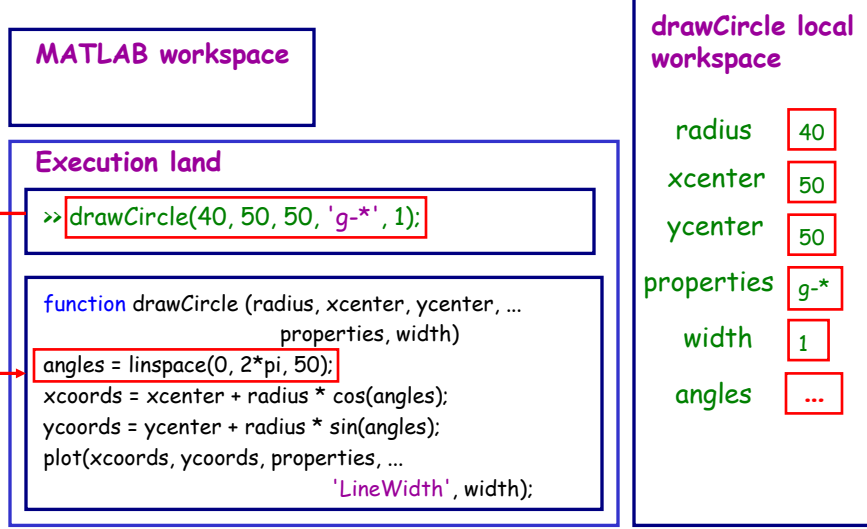 MATLAB workspace
Execution land
>> drawCircle(40, 50, 50, 'g-*', 1);
function drawCircle (radius, xcenter, ycenter, ...
properties, width)
angles = linspace(0, 2*pi, 50);
xcoords = xcenter + radius * cos(angles);
ycoords = ycenter + radius * sin(angles);
plot(xcoords, ycoords, properties, ...
'LineWidth', width);
drawCircle local
workspace
radius 40
xcenter 50
ycenter 50
properties g-*
width 1
angles ...